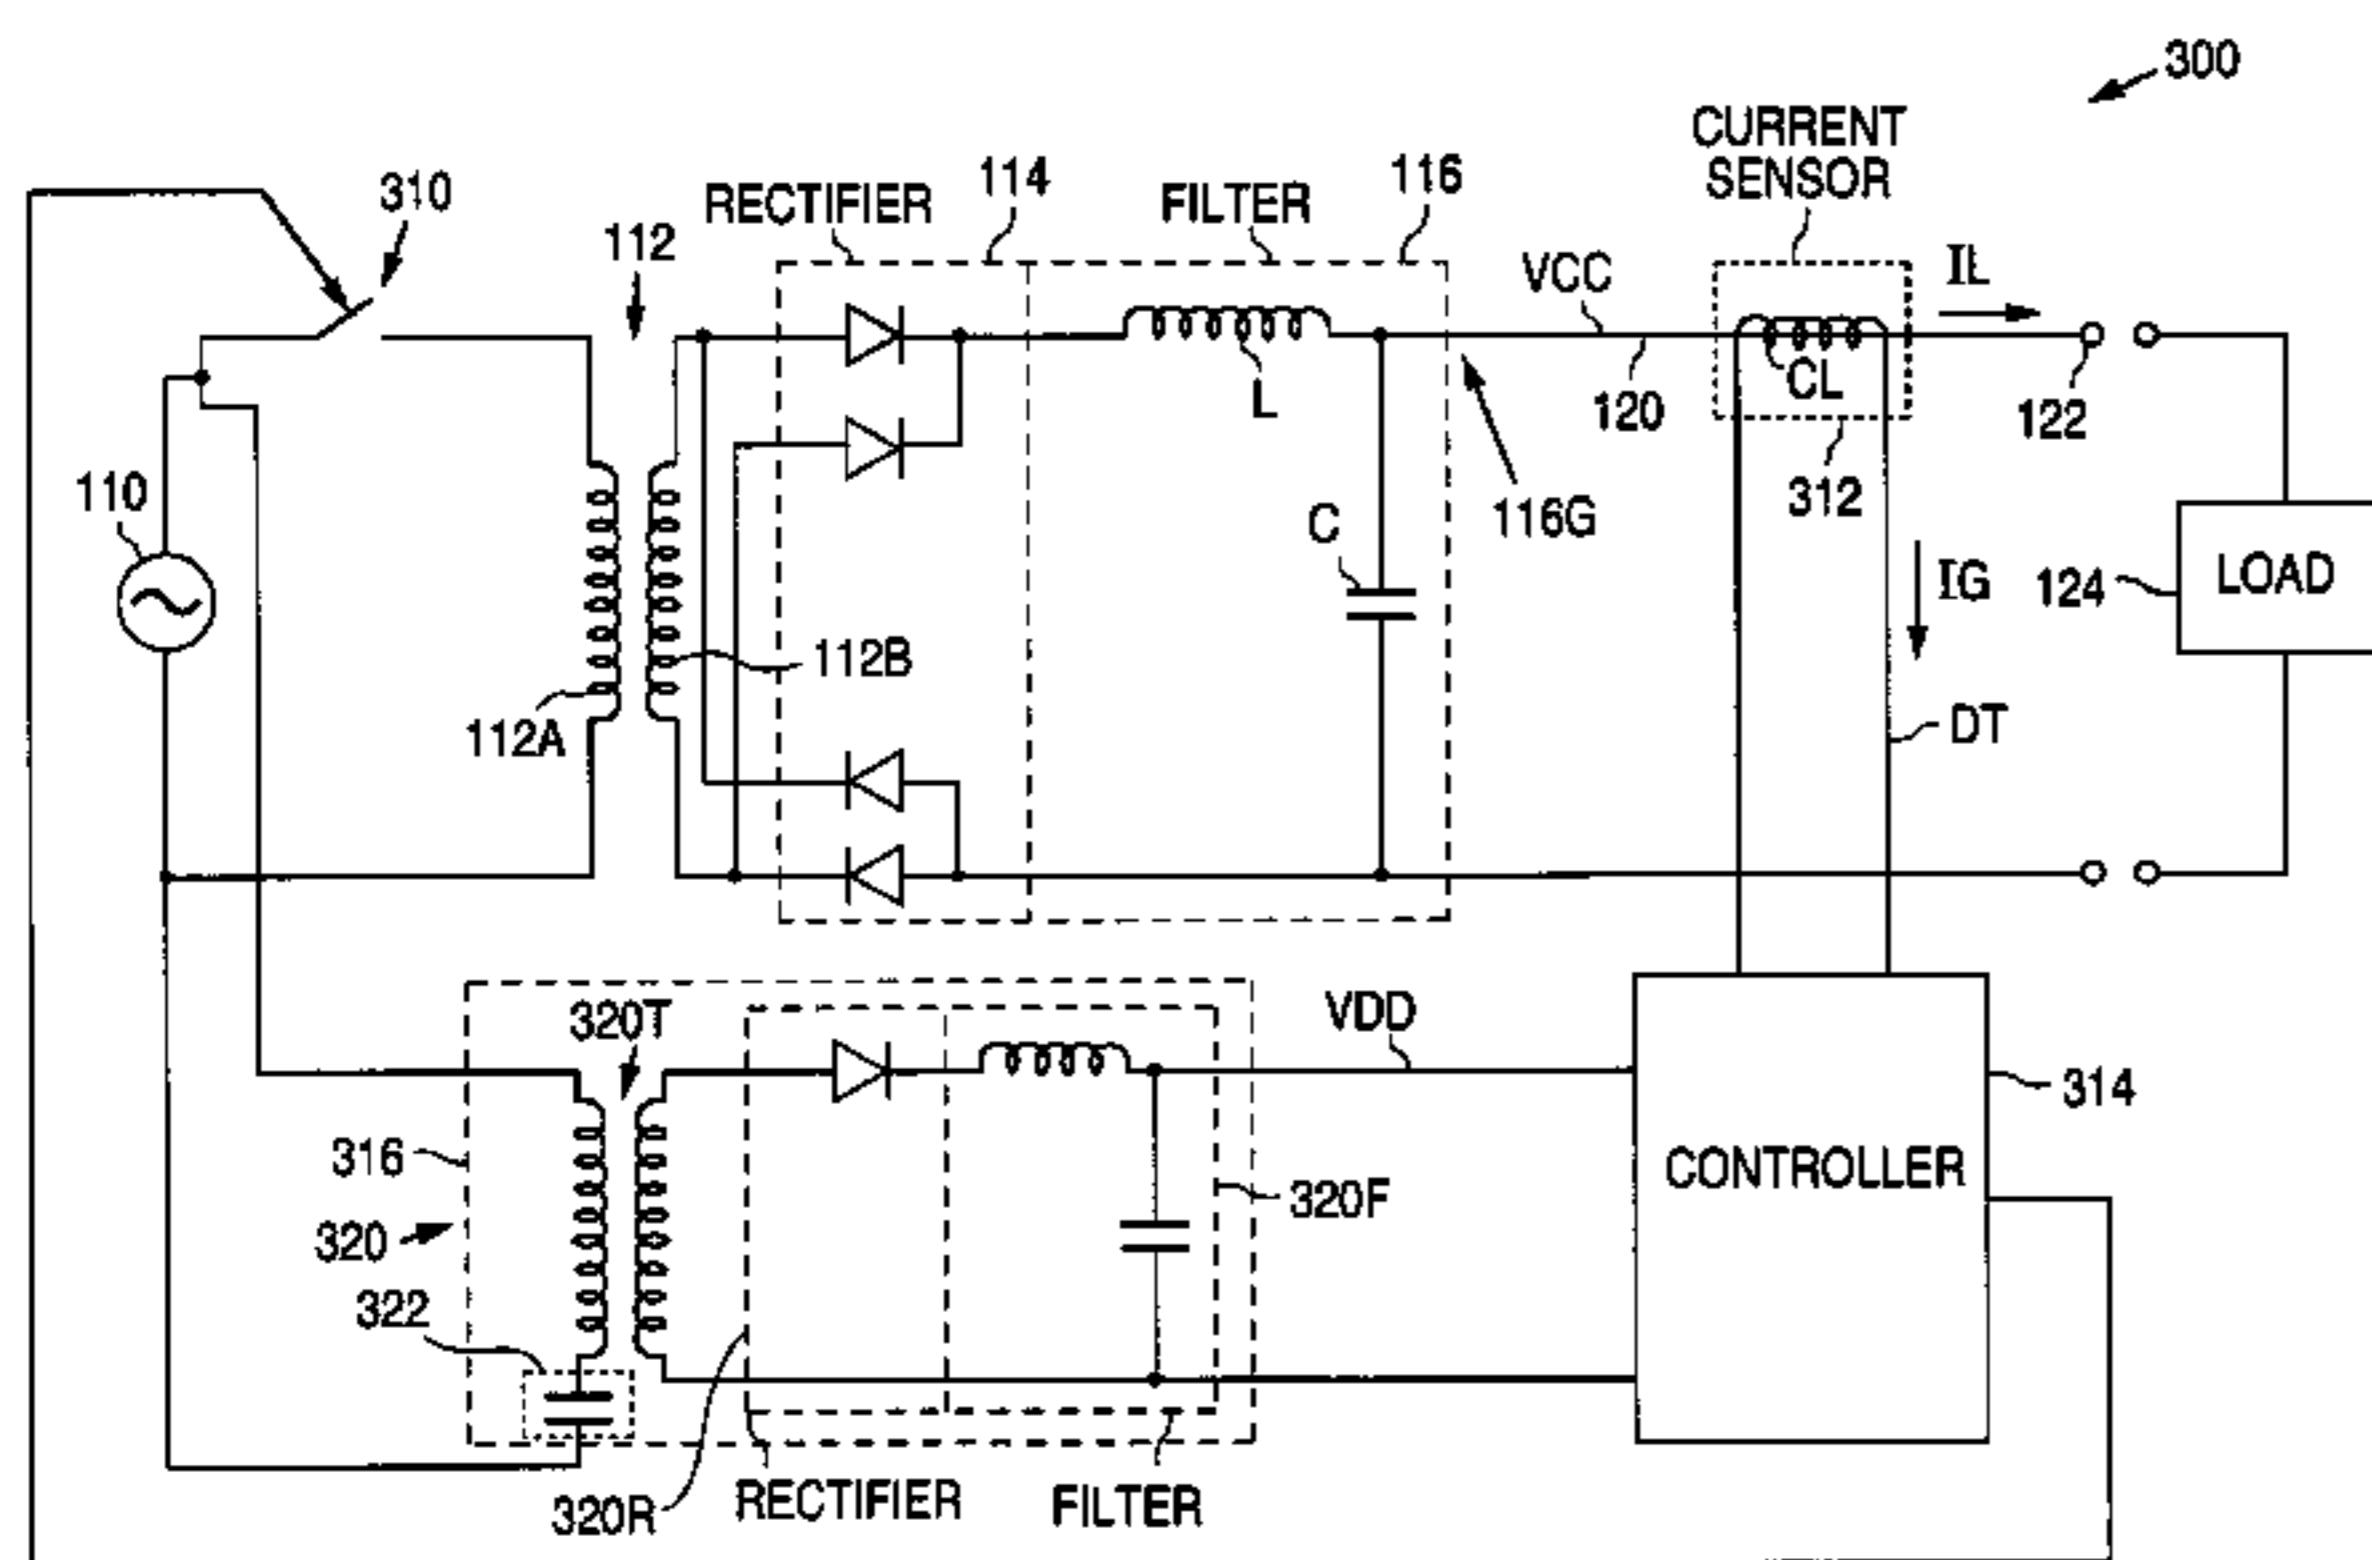 300
CURRENT
SENSOR
310
112
RECTIFIER
114
FILTER
116
VCC
IL
L
120
CL
122
110
C
116G
312
IG
124
LOAD
112B
112A
DT
320T
VDD
314
316
CONTROLLER
320
320F
322
320R
RECTIFIER
FILTER